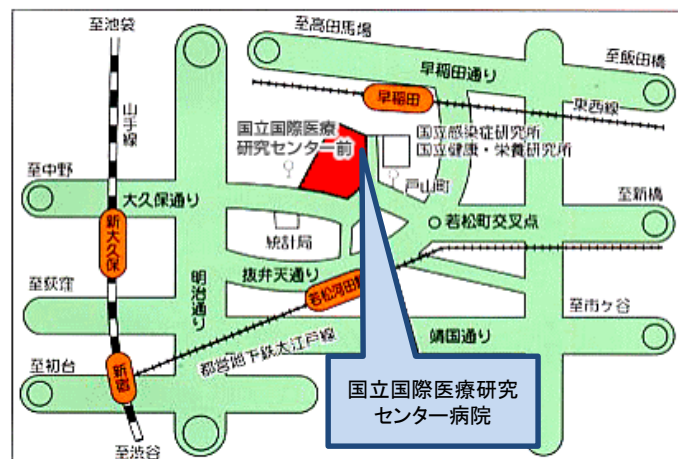 至池袋
至高田馬場
至飯田橋
早稲田通り
早稲田
東西線
山手線
国立国際医療
研究センター前
国立感染症研究所
国立健康・栄養研究所
至中野
戸山町
大久保通り
至新橋
若松町交叉点
新大久保
統計局
抜弁天通り
至荻窪
明治通り
若松河田駅
至市ヶ谷
靖国通り
都営地下鉄大江戸線
至初台
新宿
至渋谷
国立国際医療研究
センター病院